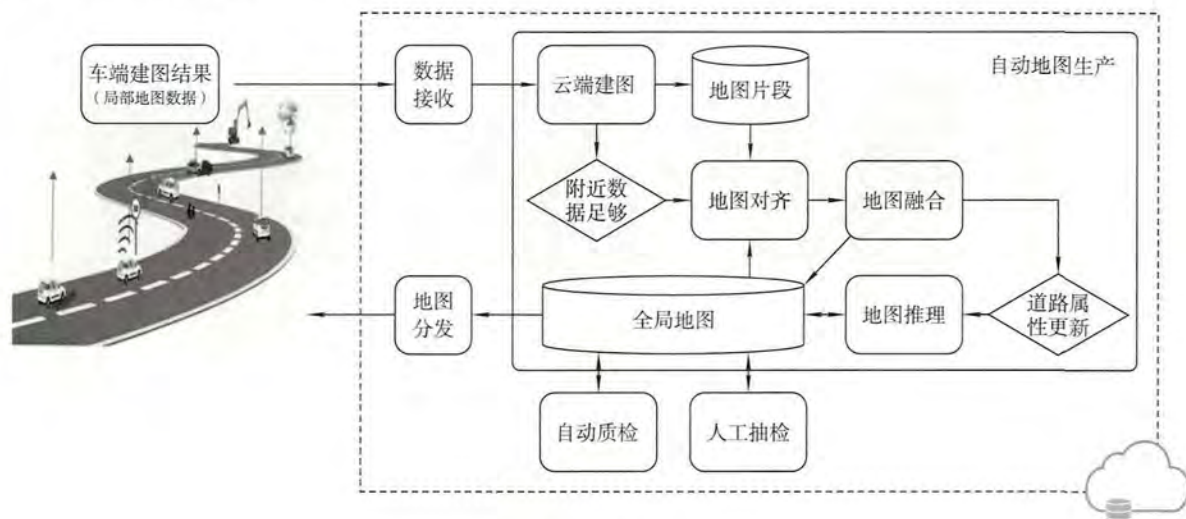 车端建图结果
（局部地图数据）
数据
接收
云端建图
地图片段
自动地图生产
附近数
据足够
地图对齐
地图融合
地图
分发
全局地图
地图推理
道路属
性更新
自动质检
人工抽检